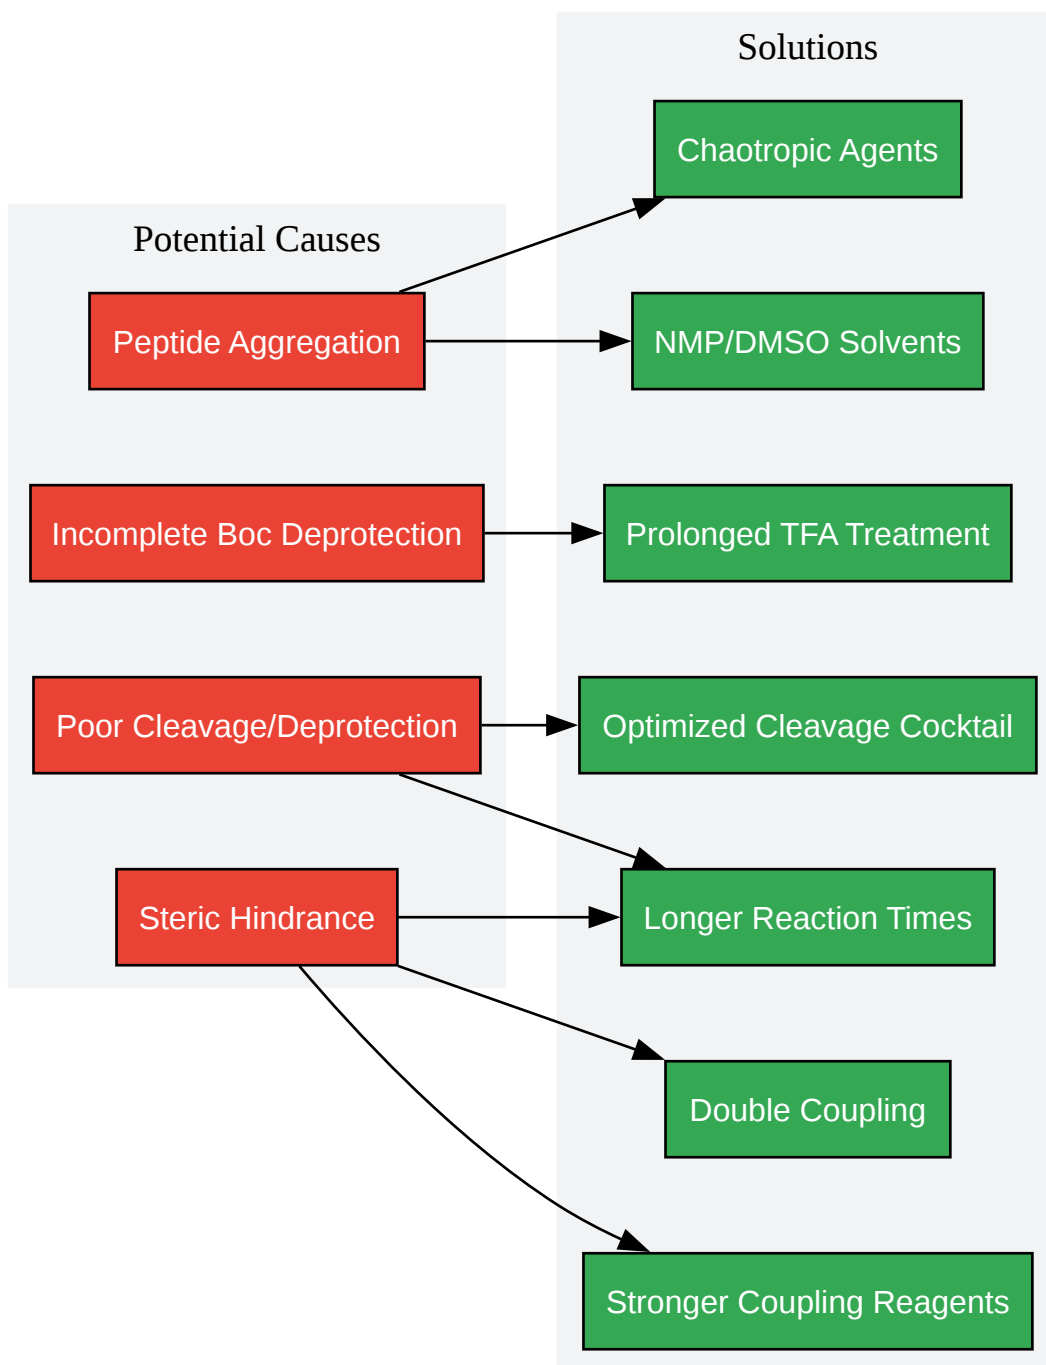 Solutions
Chaotropic Agents
Potential Causes
Peptide Aggregation
NMP/DMSO Solvents
Incomplete Boc Deprotection
Prolonged TFA Treatment
Poor Cleavage/Deprotection
Optimized Cleavage Cocktail
Steric Hindrance
Longer Reaction Times
Double Coupling
Stronger Coupling Reagents